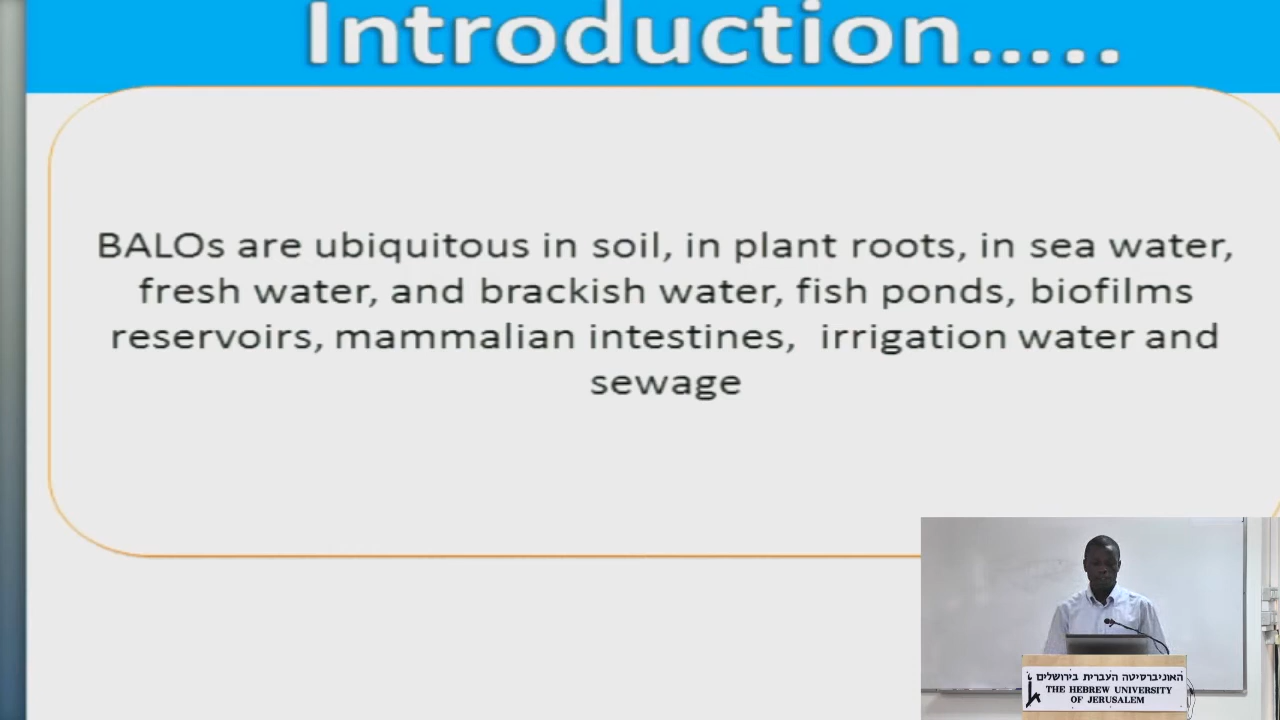 Introduction.....
BALOs are ubiquitous in soil, in plant roots, in sea water,
fresh water, and brackish water, fish ponds, biofilms
reservoirs, mammalian intestines, irrigation water and
sewage
האוניברסיטה העברית בירושלים
THE HEBREW UNIVERSITY
OF JERUSALEM